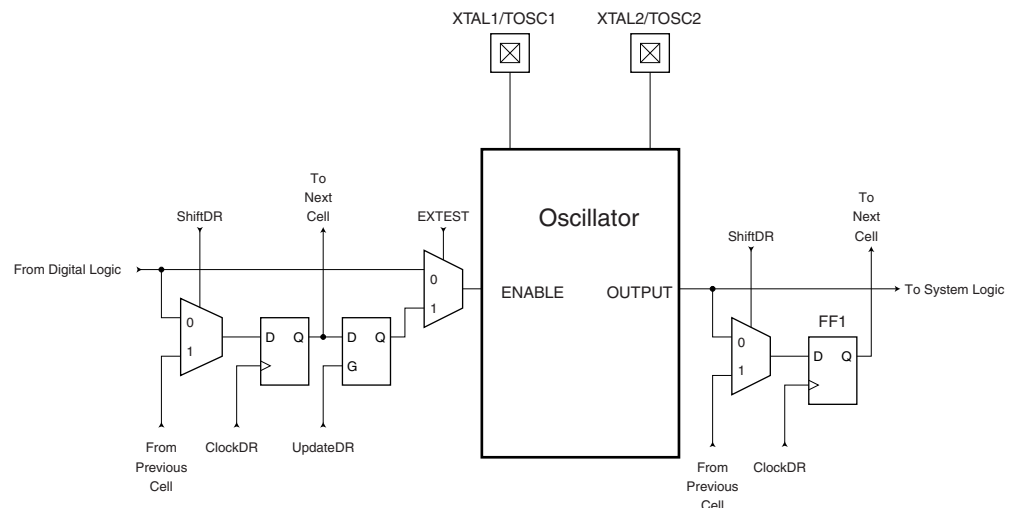 XTAL1/TOSC1
XTAL2/TOSC2
To
Next
Cell
ShiftDR
EXTEST
From Digital Logic
0
1
0
1
D Q
D Q
G
From
Previous
Cell
ClockDR
UpdateDR
Oscillator
ENABLE
OUTPUT
To
Next
Cell
ShiftDR
To System Logic
FF1
0
1
D Q
From
Previous
Cell
ClockDR